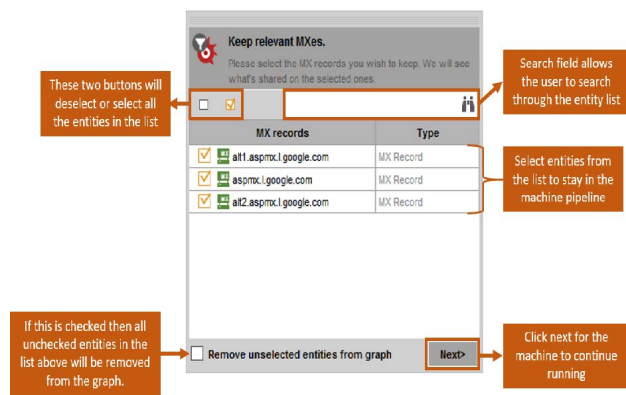 Keep relevant MXes.
Please select the MX records you wish to keep. We will see
what's shared on the selected ones.
These two buttons will
deselect or select all
the entities in the list
Search field allows
the user to search
through the entity list
MX records Type
alt1.aspmx.l.google.com MX Record
aspmx.l.google.com MX Record
alt2.aspmx.l.google.com MX Record
Select entities from
the list to stay in the
machine pipeline
If this is checked then all
unchecked entities in the
list above will be removed
from the graph.
Remove unselected entities from graph Next>
Click next for the
machine to continue
running